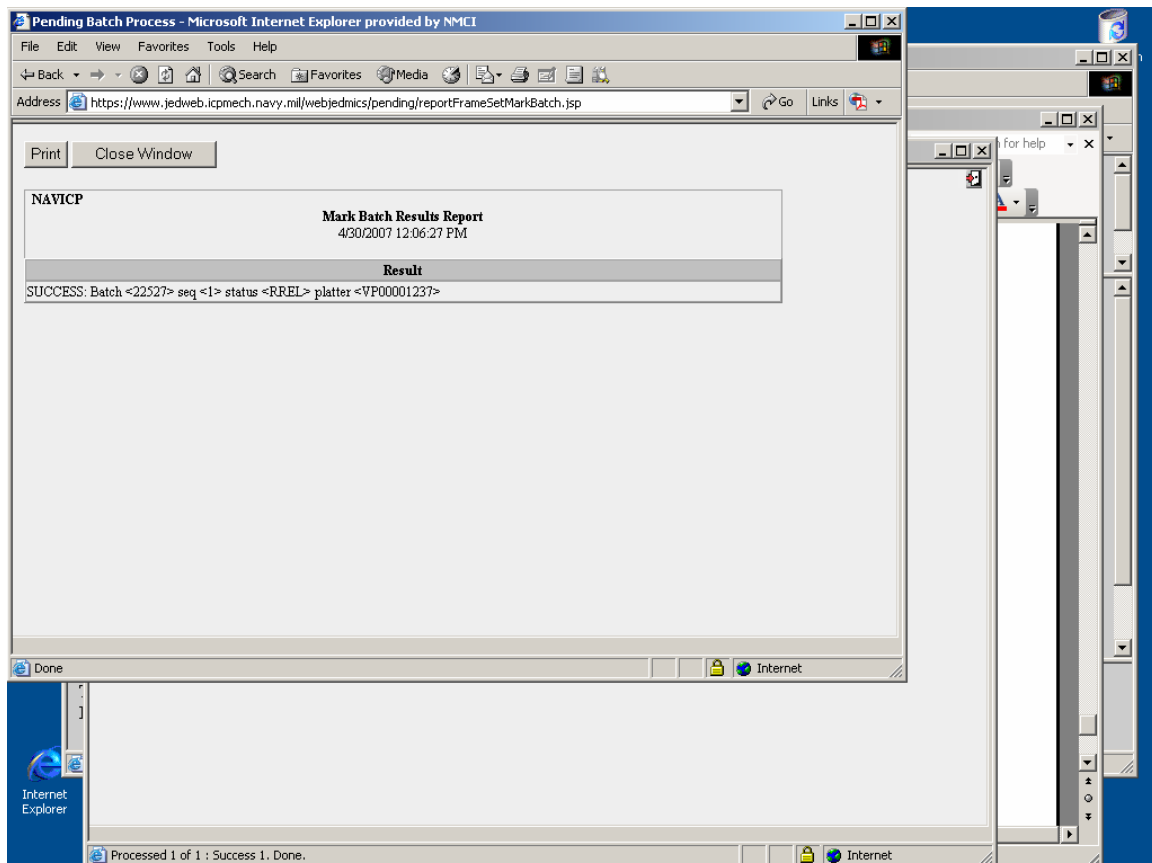 Pending Batch Process - Microsoft Internet Explorer provided by NMCI
File Edit View Favorites Tools Help
Back Search Favorites Media
Address https://www.jedweb.icpmech.navy.mil/webjedmics/pending/reportFrameSetMarkBatch.jsp Go Links
for help
Print Close Window
NAVICP
Mark Batch Results Report
4/30/2007 12:06:27 PM
Result
SUCCESS: Batch <22527> seq <1> status <RREL> platter <VP00001237>
Done Internet
Internet
Explorer
Processed 1 of 1 : Success 1. Done. Internet